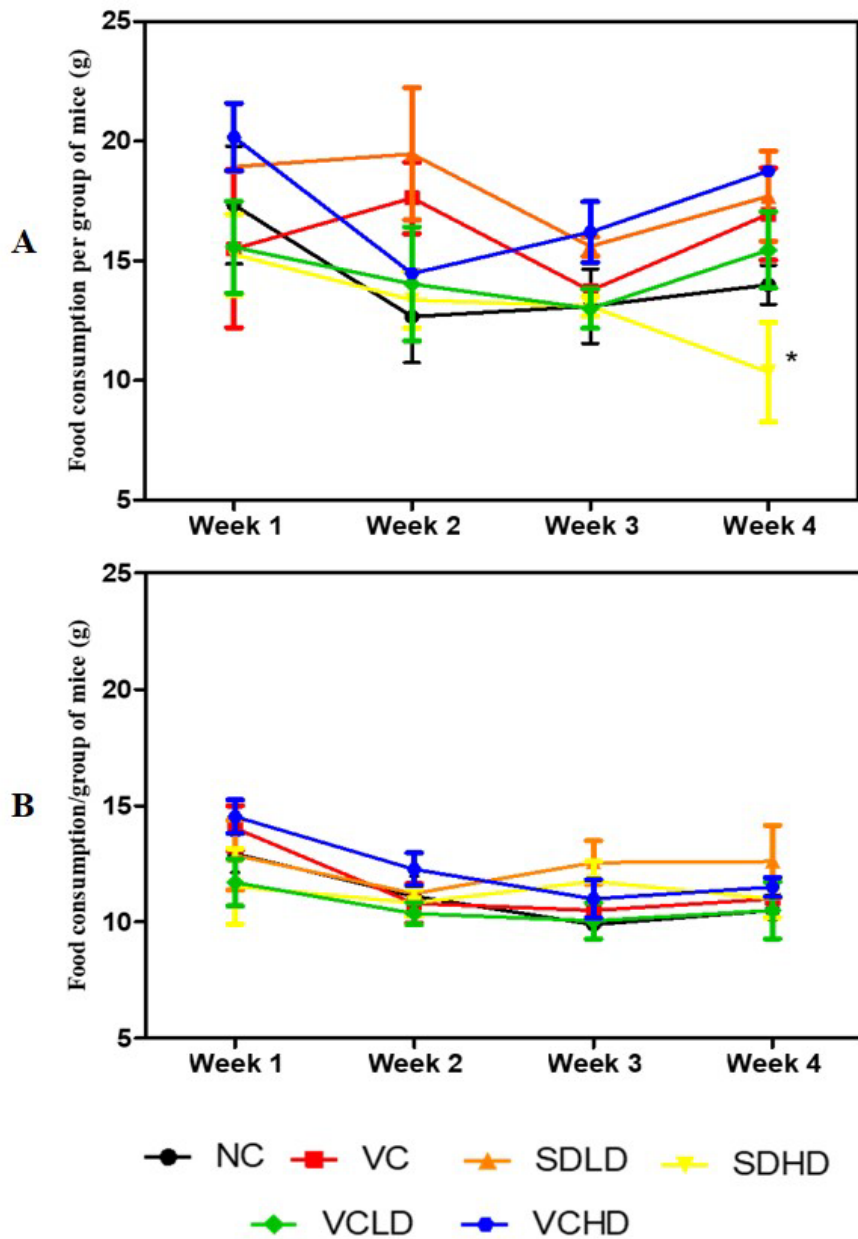 A
Food consumption per group of mice (g)
25
20
15
10
5
*
Week 1 Week 2 Week 3 Week 4
B
Food consumption/group of mice (g)
25
20
15
10
5
Week 1 Week 2 Week 3 Week 4
NC VC SDLD SDHD
VCLD VCHD